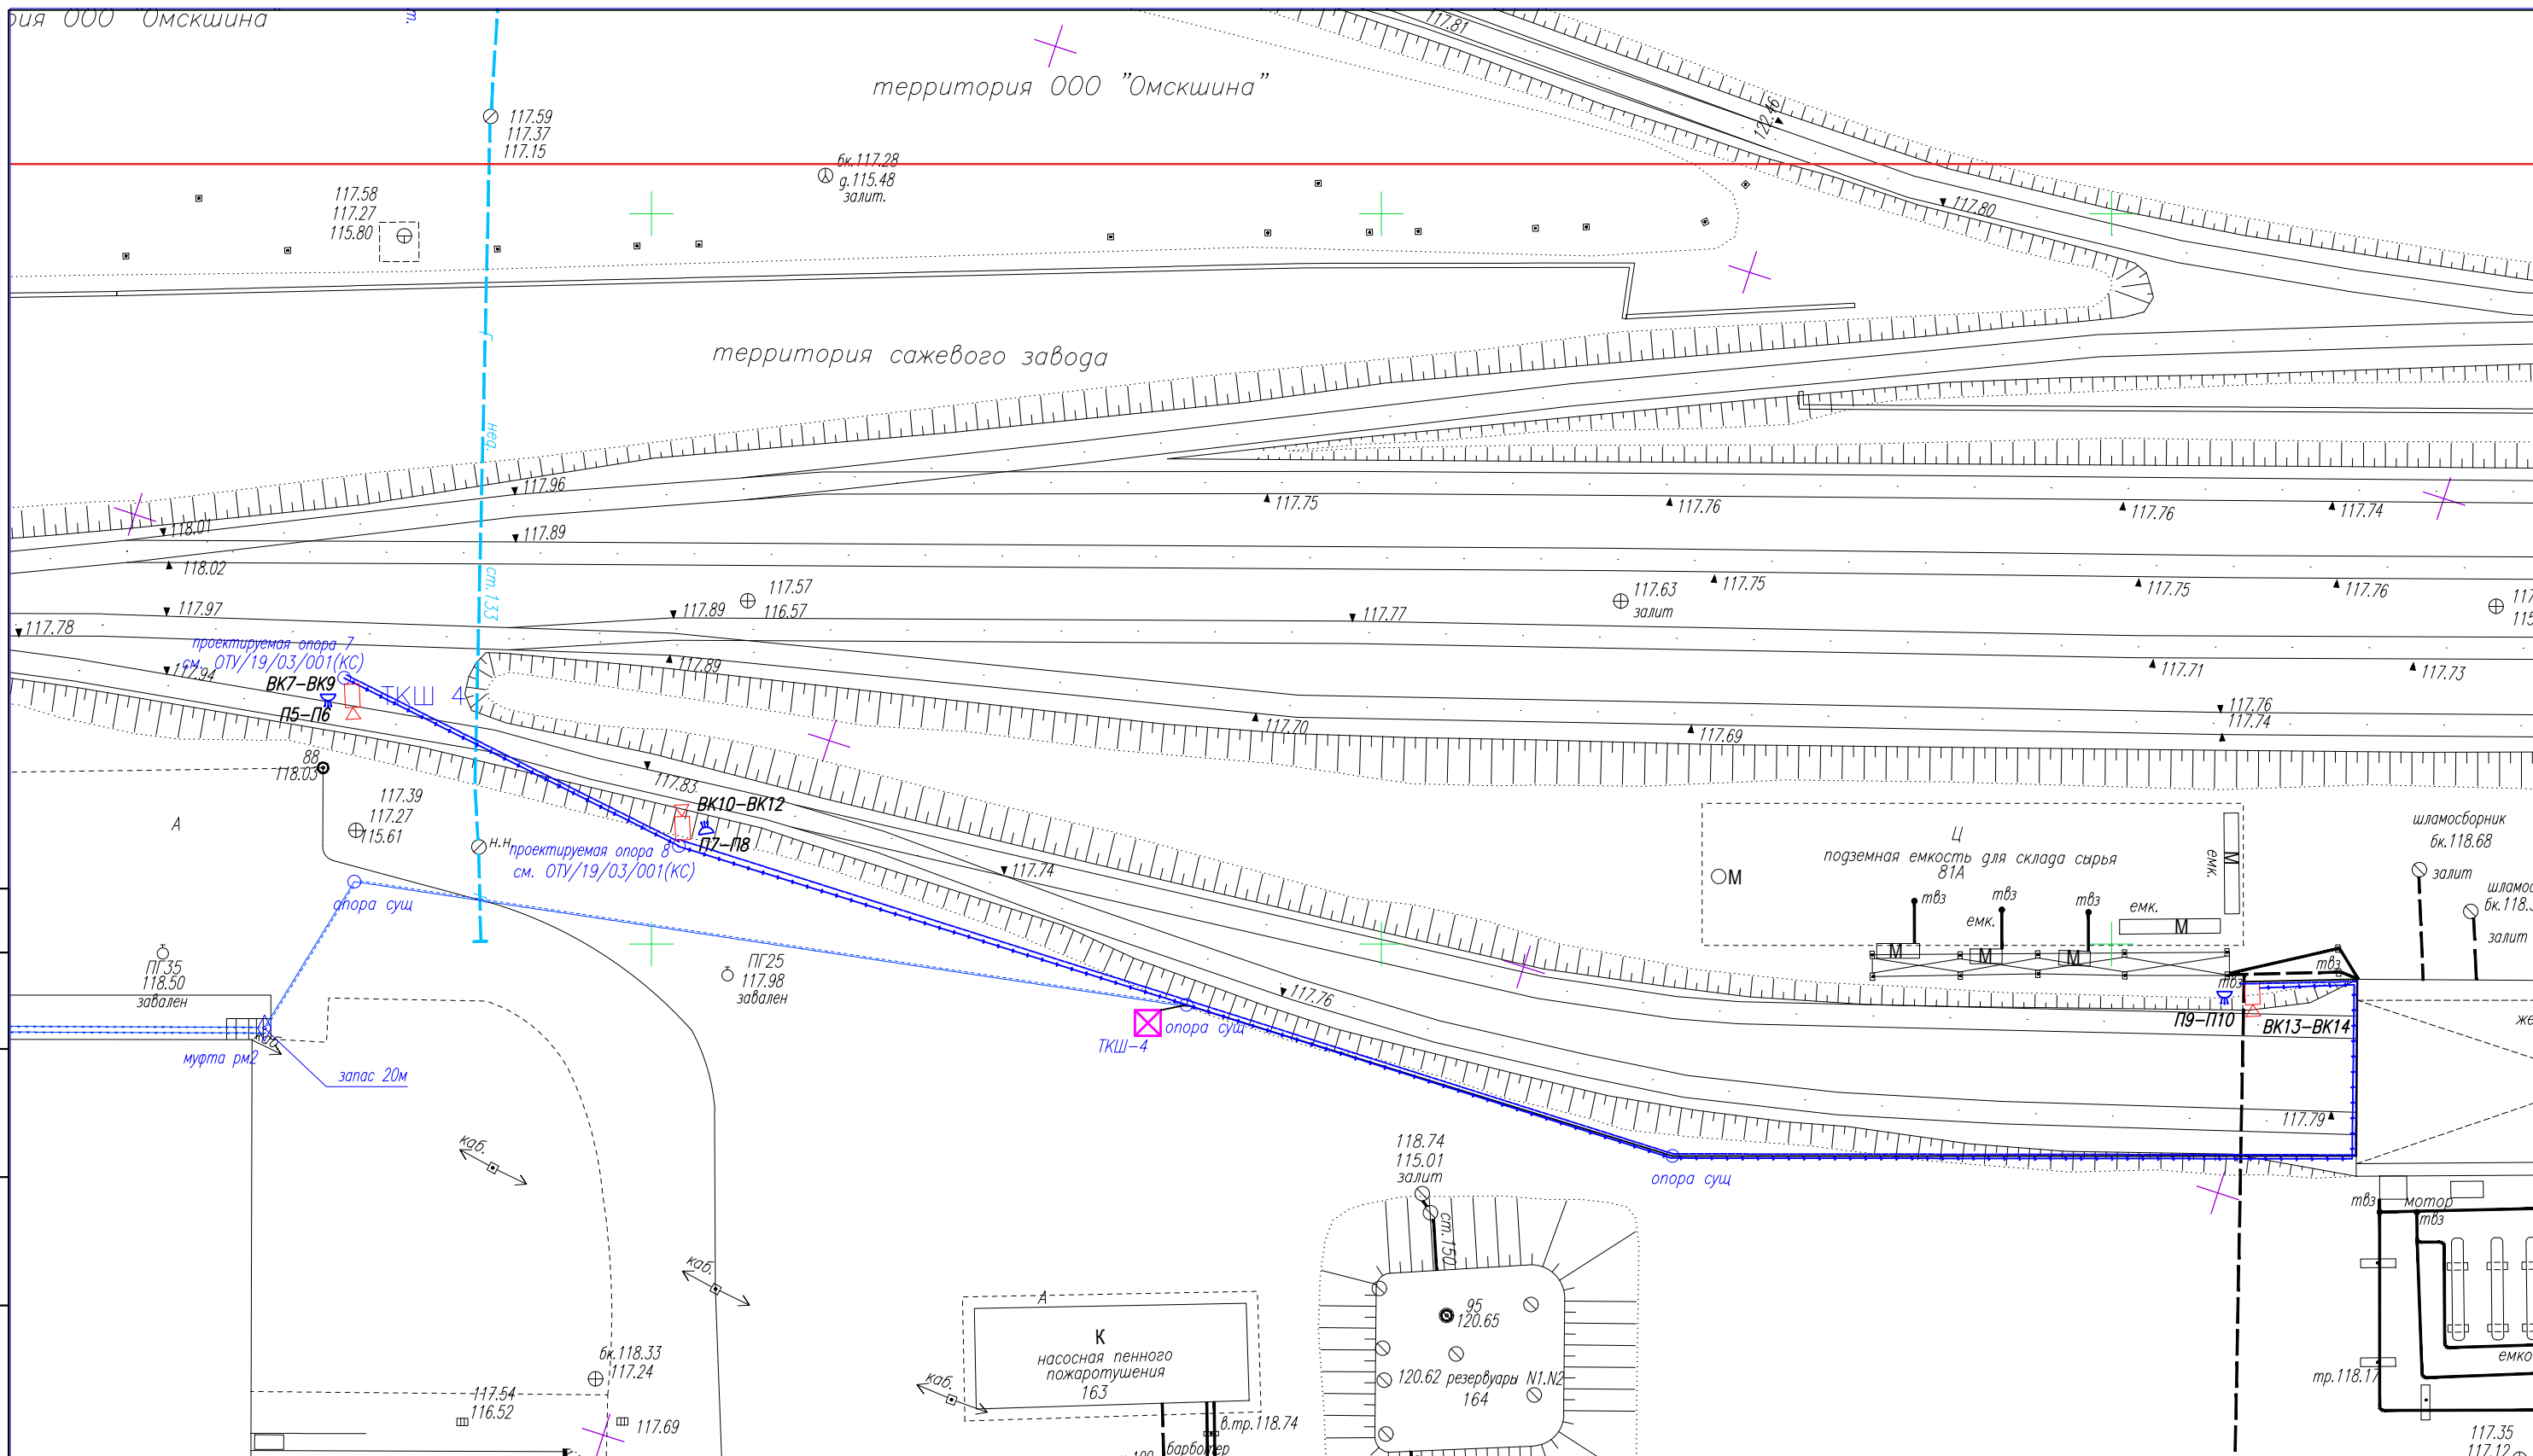 ООО "Омскшина"
территория ООО "Омскшина"
117.81
122.46
117.59
117.37
117.15
бк.117.28
д.115.48
залит.
117.58
117.27
115.80
117.80
Г
территория сажевого завода
нед.
ст.133
117.96
117.89
118.01
118.02
117.75
117.76
117.76
117.74
117.57
116.57
117.63
залит
117.75
117.75
117.76
117.97
117.89
117.77
117.78
проектируемая опора 7
см. ОТУ/19/03/001(КС)
117.94
ВК7-ВК9
П5-П6
ТКШ 4
117.89
117.71
117.73
117.70
117.69
117.76
117.74
88
118.03
117.83
ВК10-ВК12
П7-П8
117.39
117.27
115.61
А
н.н.
проектируемая опора 8
см. ОТУ/19/03/001(КС)
117.74
Ц
подземная емкость для склада сырья
81А
М
емк.
М
шламосборник
бк.118.68
залит
залит
твз
твз
твз
емк.
емк.
М
М
М
М
твз
твз
опора сущ
ПГ35
118.50
завален
ПГ25
117.98
завален
117.76
опора сущ
ТКШ-4
П9-П10
ВК13-ВК14
муфта рм2
запас 20м
117.79
каб.
118.74
115.01
залит
ст.150
опора сущ
твз
мотор
твз
каб.
А
К
насосная пенного
пожаротушения
163
95
120.65
120.62 резервуары N1.N2
164
тр.118.17
бк.118.33
117.24
каб.
117.54
116.52
117.69
в.тр.118.74
барботер
117.35
117.12